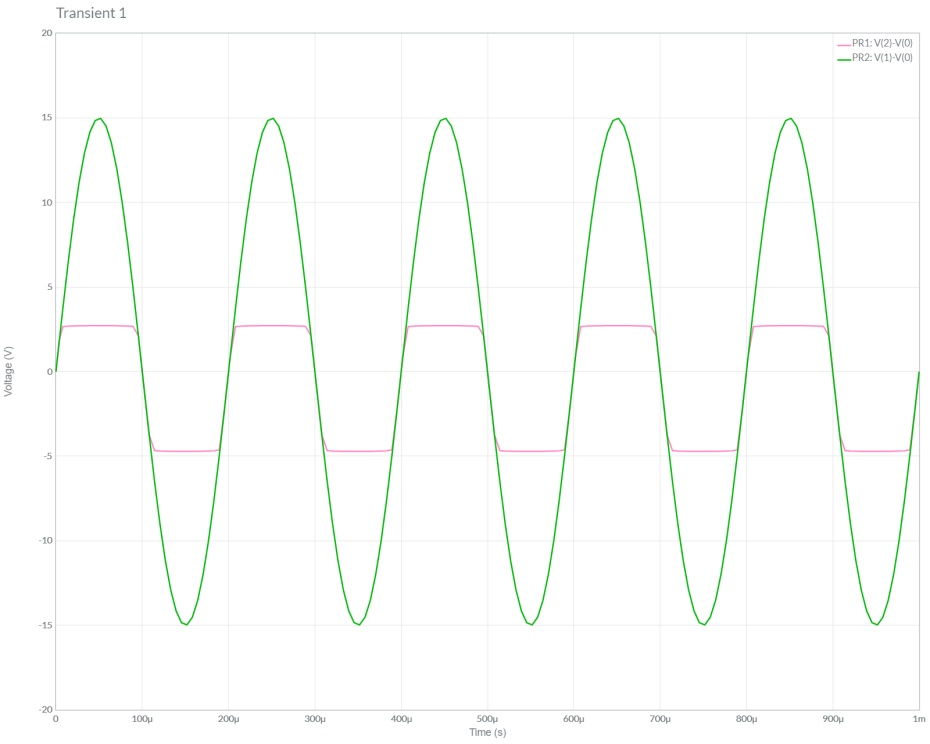 Transient 1
20
PR1: V(2)-V(0)
PR2: V(1)-V(0)
15
10
5
0
-5
-10
-15
-20
Voltage (V)
0 100µ 200µ 300µ 400µ 500µ 600µ 700µ 800µ 900µ 1m
Time (s)